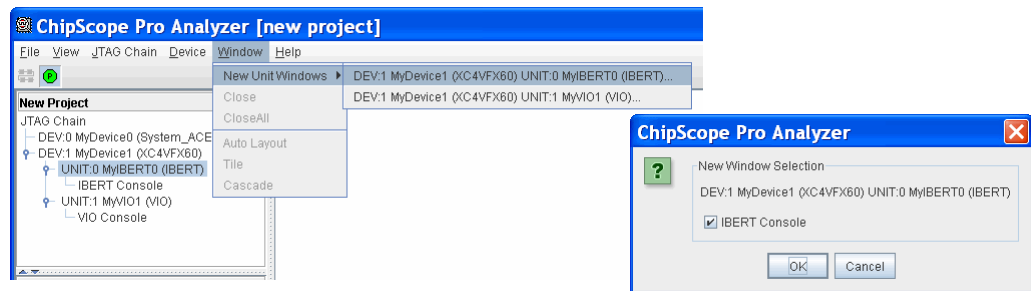 ChipScope Pro Analyzer [new project]
File View JTAG Chain Device Window Help
P
New Unit Windows
DEV:1 MyDevice1 (XC4VFX60) UNIT:0 MyIBERT0 (IBERT)...
DEV:1 MyDevice1 (XC4VFX60) UNIT:1 MyVIO1 (VIO)...
Close
CloseAll
Auto Layout
Tile
Cascade
New Project
JTAG Chain
DEV:0 MyDevice0 (System_ACE
DEV:1 MyDevice1 (XC4VFX60)
UNIT:0 MyIBERT0 (IBERT)
IBERT Console
UNIT:1 MyVIO1 (VIO)
VIO Console
ChipScope Pro Analyzer
?
New Window Selection
DEV:1 MyDevice1 (XC4VFX60) UNIT:0 MyIBERT0 (IBERT)
IBERT Console
OK Cancel